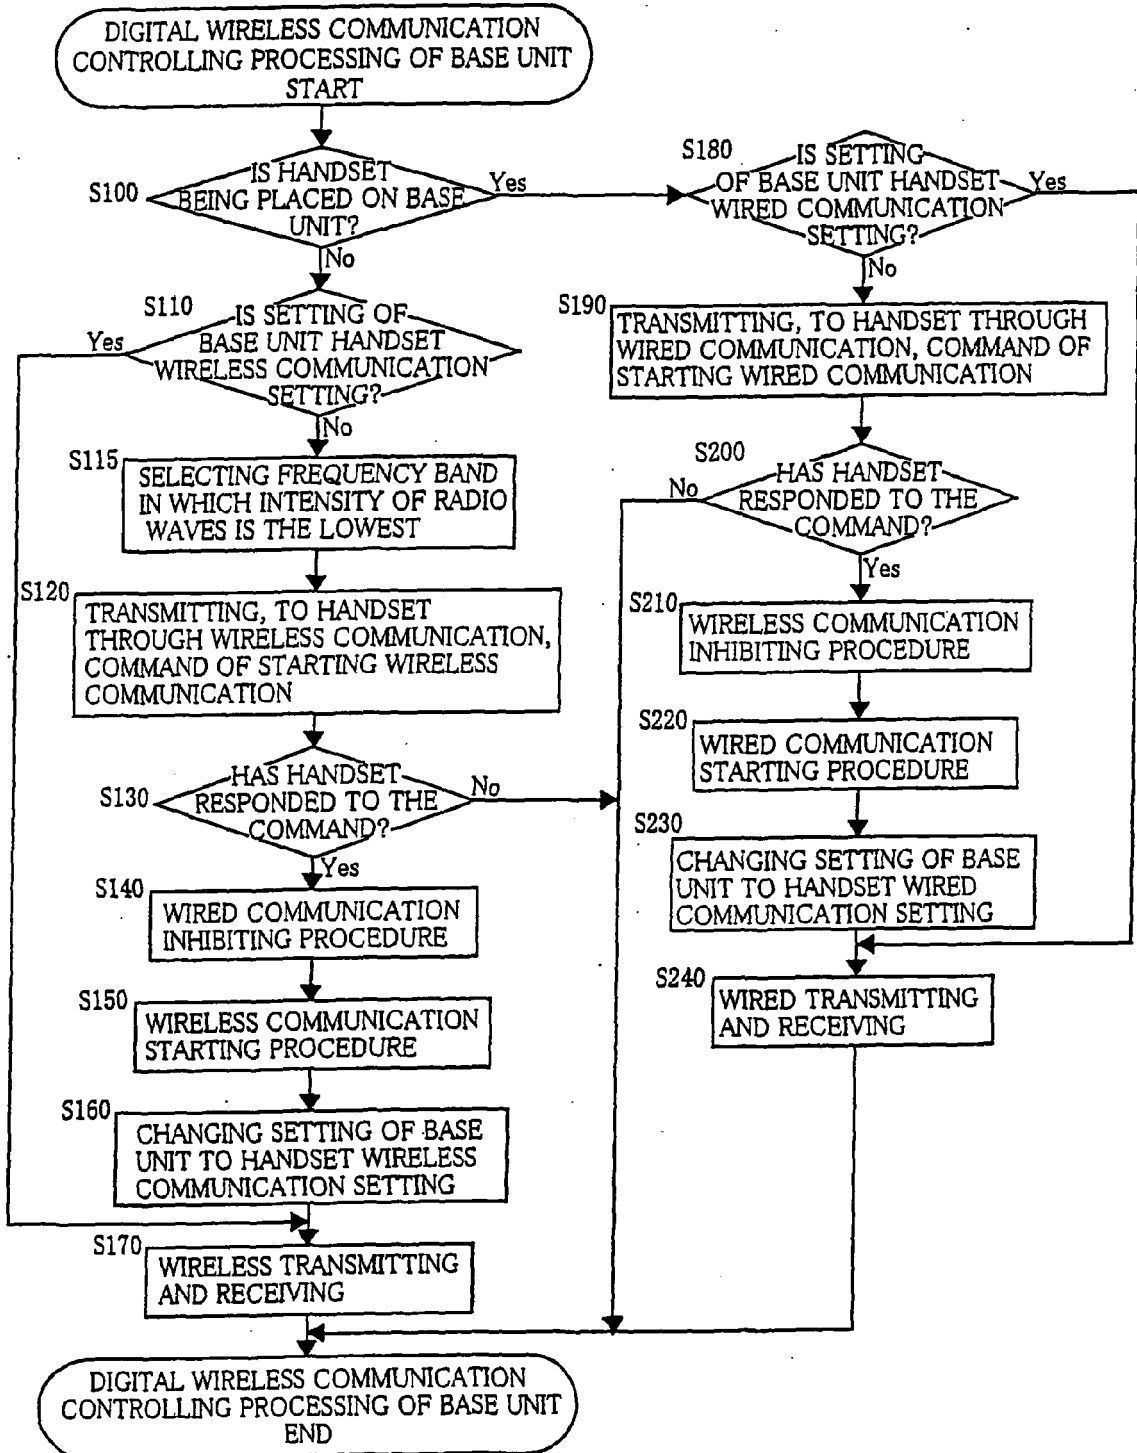 DIGITAL WIRELESS COMMUNICATION
CONTROLLING PROCESSING OF BASE UNIT
START
S100
IS HANDSET
BEING PLACED ON BASE
UNIT?
Yes
No
S110
IS SETTING OF
BASE UNIT HANDSET
WIRELESS COMMUNICATION
SETTING?
Yes
No
S115
SELECTING FREQUENCY BAND
IN WHICH INTENSITY OF RADIO
WAVES IS THE LOWEST
S120
TRANSMITTING, TO HANDSET
THROUGH WIRELESS COMMUNICATION,
COMMAND OF STARTING WIRELESS
COMMUNICATION
S130
HAS HANDSET
RESPONDED TO THE
COMMAND?
No
Yes
S140
WIRED COMMUNICATION
INHIBITING PROCEDURE
S150
WIRELESS COMMUNICATION
STARTING PROCEDURE
S160
CHANGING SETTING OF BASE
UNIT TO HANDSET WIRELESS
COMMUNICATION SETTING
S170
WIRELESS TRANSMITTING
AND RECEIVING
S180
IS SETTING
OF BASE UNIT HANDSET
WIRED COMMUNICATION
SETTING?
Yes
No
S190
TRANSMITTING, TO HANDSET THROUGH
WIRED COMMUNICATION, COMMAND OF
STARTING WIRED COMMUNICATION
S200
HAS HANDSET
RESPONDED TO THE
COMMAND?
No
Yes
S210
WIRELESS COMMUNICATION
INHIBITING PROCEDURE
S220
WIRED COMMUNICATION
STARTING PROCEDURE
S230
CHANGING SETTING OF BASE
UNIT TO HANDSET WIRED
COMMUNICATION SETTING
S240
WIRED TRANSMITTING
AND RECEIVING
DIGITAL WIRELESS COMMUNICATION
CONTROLLING PROCESSING OF BASE UNIT
END